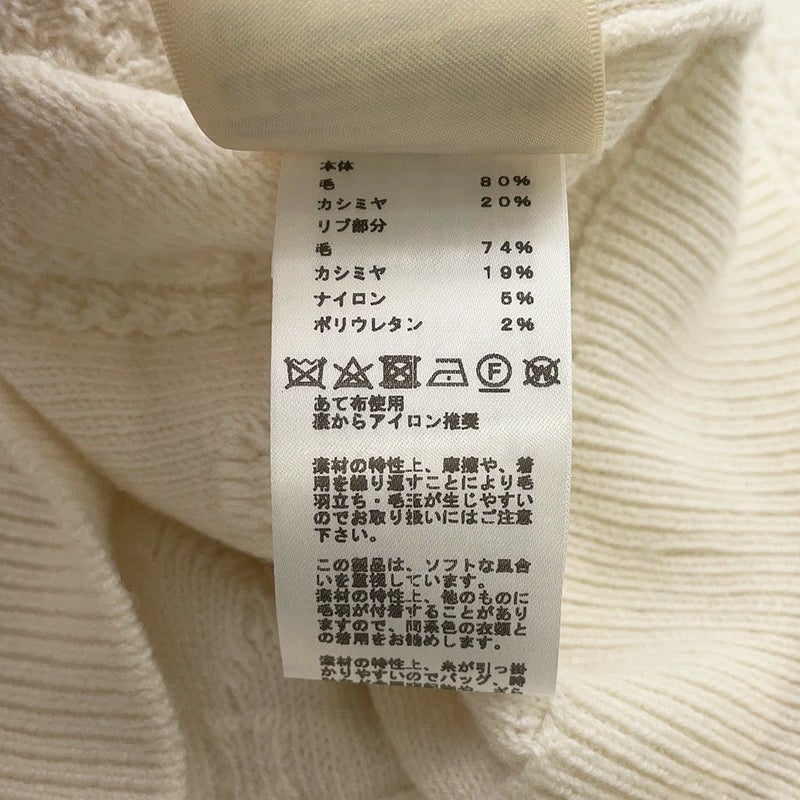 本体
毛 80%
カシミヤ 20%
リブ部分
毛 74%
カシミヤ 19%
ナイロン 5%
ポリウレタン 2%
F W
あて布使用
裏からアイロン推奨
素材の特性上、摩擦や、着
用を繰り返すことにより毛
羽立ち・毛玉が生じやすい
のでお取り扱いにはご注意
下さい。
この製品は、ソフトな風合
いを重視しています。
素材の特性上、他のものに
毛羽が付着することがあり
ますので、同系色の衣類と
の着用をお勧めします。
素材の特性上、糸が引っ掛
かりやすいのでバッグ、時